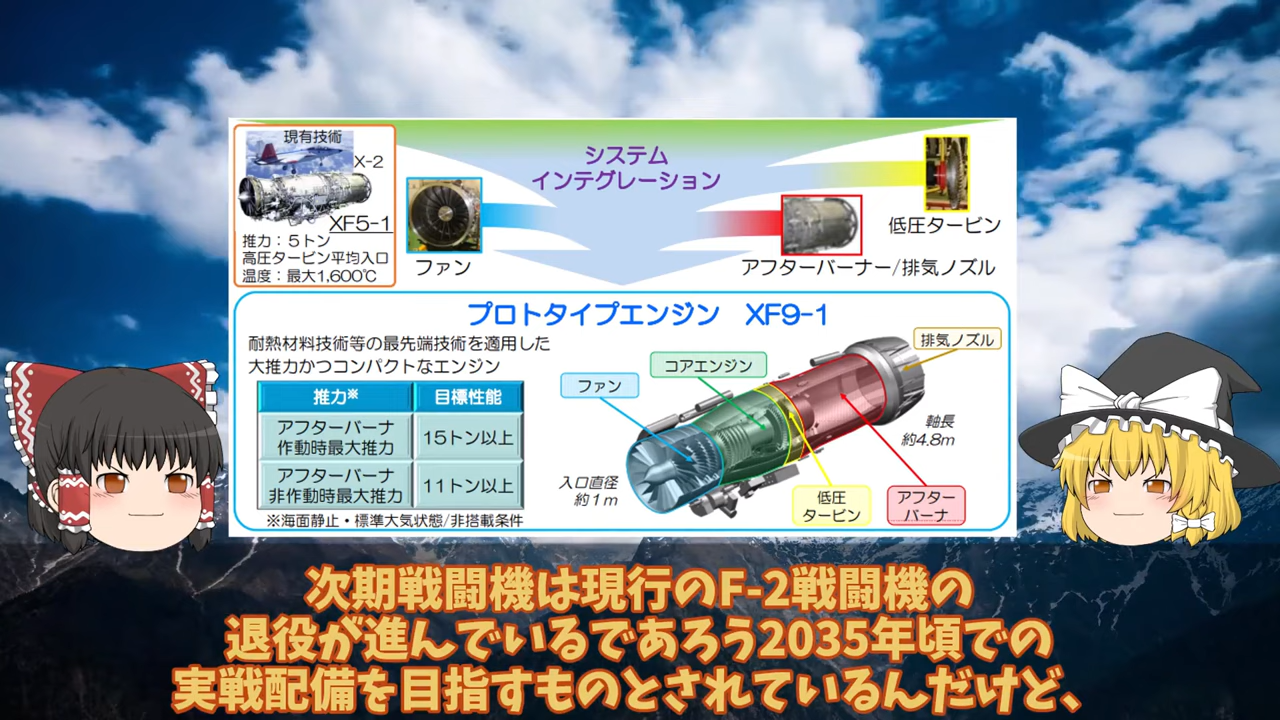 現有技術
X-2
XF5-1
推力：５トン
高圧タービン平均入口
温度：最大1,600℃
システム
インテグレーション
ファン
アフターバーナー/排気ノズル
低圧タービン
プロトタイプエンジン　XF9-1
耐熱材料技術等の最先端技術を適用した
大推力かつコンパクトなエンジン
推力※
目標性能
アフターバーナ
作動時最大推力
15トン以上
アフターバーナ
非作動時最大推力
11トン以上
※海面静止・標準大気状態/非搭載条件
ファン
コアエンジン
排気ノズル
軸長
約4.8m
入口直径
約１m
低圧
タービン
アフター
バーナ
次期戦闘機は現行のF-2戦闘機の
退役が進んでいるであろう2035年頃での
実戦配備を目指すものとされているんだけど、